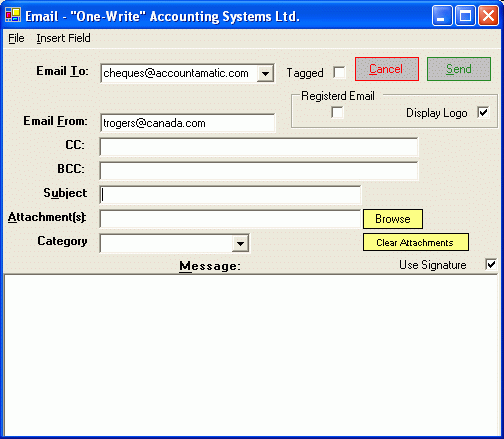 Email - "One-Write" Accounting Systems Ltd.
File Insert Field
Email To: cheques@accountamatic.com Tagged Cancel Send
Registerd Email
Email From: trogers@canada.com Display Logo
CC:
BCC:
Subject
Attachment(s): Browse
Category Clear Attachments
Message: Use Signature